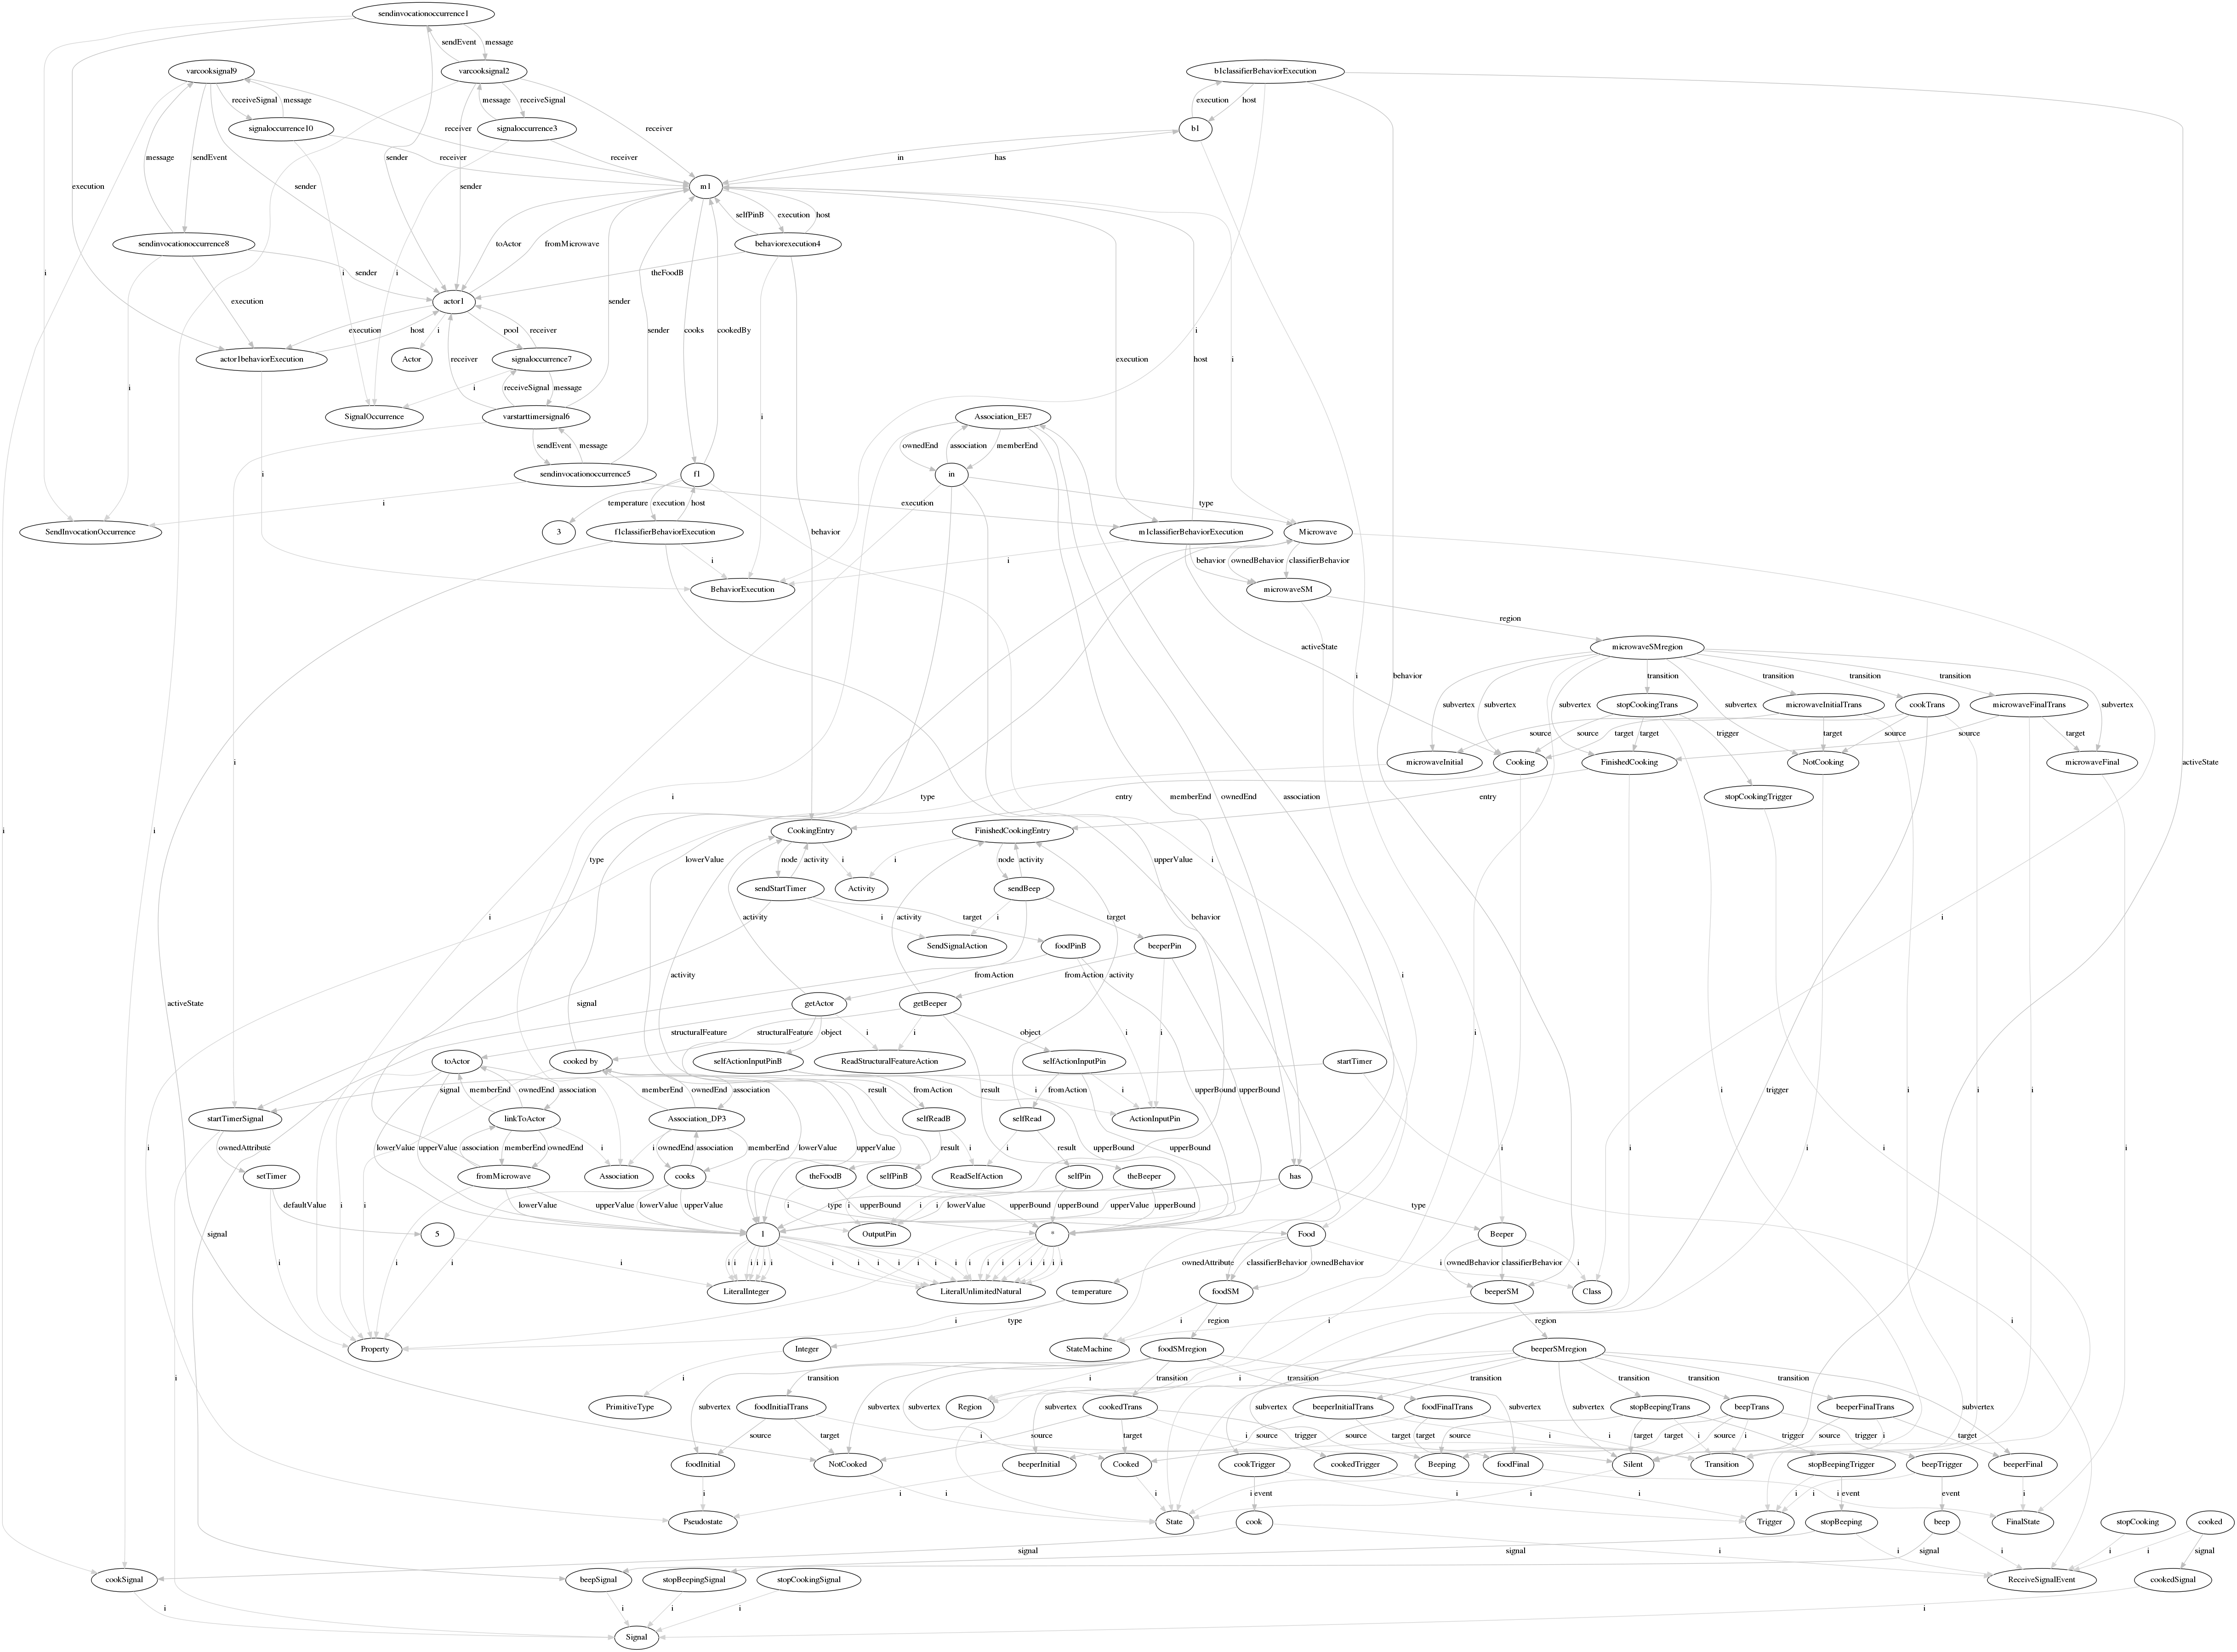 sendinvocationoccurrence1
sendEvent message
varcooksignal9 varcooksignal2 b1classifierBehaviorExecution
receiveSignal message message receiveSignal execution host
signaloccurrence10 signaloccurrence3 b1
message sendEvent receiver receiver sender receiver receiver in has
execution sender sender
m1
selfPinB execution host
sendinvocationoccurrence8 toActor fromMicrowave behaviorexecution4
i i i sender theFoodB
execution actor1 sender
execution host i pool receiver sender cooks cookedBy execution host i i
actor1behaviorExecution Actor signaloccurrence7
i receiver i receiveSignal message
SignalOccurrence varstarttimersignal6 Association_EE7
i i sendEvent message ownedEnd association memberEnd
sendinvocationoccurrence5 f1 in
i temperature execution host execution type
SendInvocationOccurrence 3 f1classifierBehaviorExecution m1classifierBehaviorExecution Microwave
i behavior behavior ownedBehavior classifierBehavior
BehaviorExecution microwaveSM
region
activeState microwaveSMregion
i behavior activeState
subvertex subvertex subvertex transition subvertex transition transition transition subvertex
stopCookingTrans microwaveInitialTrans cookTrans microwaveFinalTrans
source source target target trigger target source source target
microwaveInitial Cooking FinishedCooking NotCooking microwaveFinal
i i i type entry memberEnd ownedEnd association entry stopCookingTrigger
CookingEntry FinishedCookingEntry
type lowerValue node activity i i node activity upperValue i
sendStartTimer Activity sendBeep
activity i target activity i target behavior i
SendSignalAction foodPinB beeperPin
activeState signal activity fromAction fromAction activity
getActor getBeeper
structuralFeature object i structuralFeature i object i i
toActor cooked by selfActionInputPinB ReadStructuralFeatureAction selfActionInputPin startTimer
signal memberEnd ownedEnd association memberEnd ownedEnd association result fromAction result fromAction i i upperBound upperBound trigger
startTimerSignal linkToActor Association_DP3 selfReadB selfRead ActionInputPin
ownedAttribute lowerValue upperValue association memberEnd ownedEnd i i ownedEnd association memberEnd lowerValue upperValue result i i result upperBound upperBound
setTimer fromMicrowave Association cooks theFoodB selfPinB ReadSelfAction selfPin theBeeper has
defaultValue i i lowerValue upperValue lowerValue upperValue i type i upperBound upperBound i i lowerValue upperBound upperValue upperBound type
signal 5 1 OutputPin * Food Beeper
i i i i i i i i i i i i i i i i i ownedAttribute classifierBehavior ownedBehavior i ownedBehavior classifierBehavior i
LiteralInteger LiteralUnlimitedNatural temperature foodSM beeperSM Class
i type i region i region i
Property Integer StateMachine foodSMregion beeperSMregion
i transition i transition transition i subvertex transition transition transition transition
PrimitiveType foodInitialTrans Region cookedTrans beeperInitialTrans foodFinalTrans stopBeepingTrans beepTrans beeperFinalTrans
subvertex source subvertex target subvertex i source subvertex target i subvertex trigger source target subvertex source target i source subvertex target i target source i trigger trigger source i target subvertex
foodInitial NotCooked beeperInitial Cooked cookTrigger cookedTrigger Beeping foodFinal Silent Transition stopBeepingTrigger beepTrigger beeperFinal
i i i i i event i i i i i event i event i i
Pseudostate State cook Trigger stopBeeping beep FinalState stopCooking cooked
i signal signal i i signal i i i signal
cookSignal beepSignal stopBeepingSignal stopCookingSignal ReceiveSignalEvent cookedSignal
i i i i i
Signal